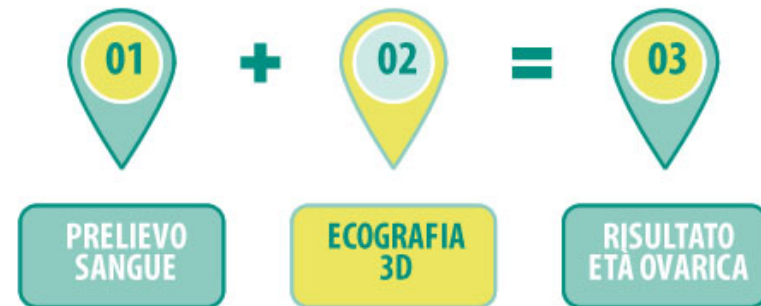 01 + 02 = 03
PRELIEVO
SANGUE
ECOGRAFIA
3D
RISULTATO
ETÀ OVARICA